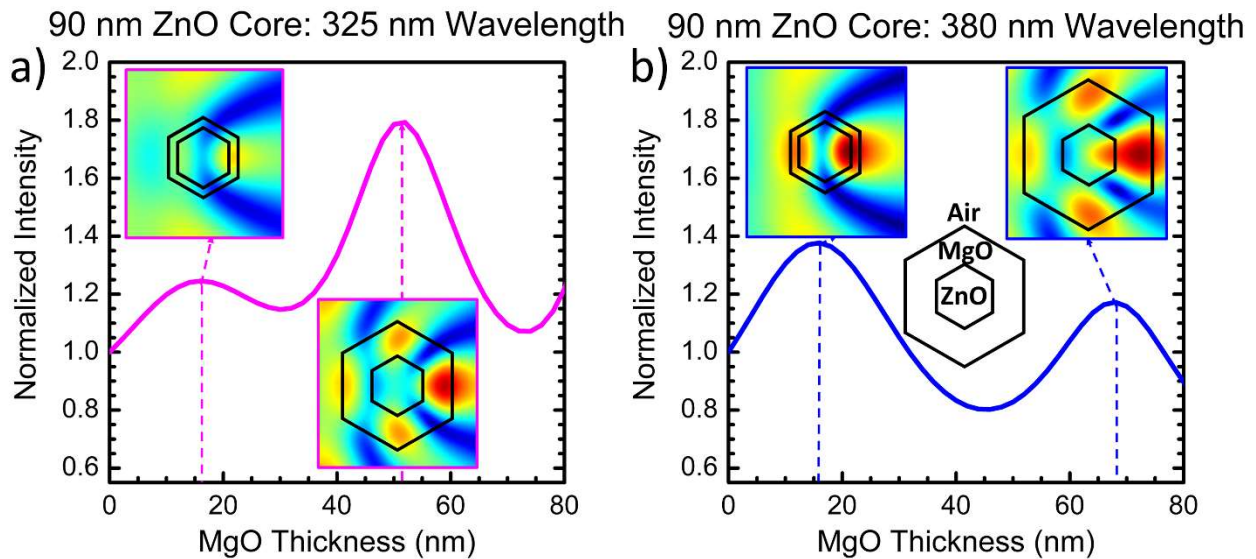 90 nm ZnO Core: 325 nm Wavelength
a)
2.0
1.8
1.6
1.4
1.2
1.0
0.8
0.6
Normalized Intensity
0
20
40
60
80
MgO Thickness (nm)
90 nm ZnO Core: 380 nm Wavelength
b)
2.0
1.8
1.6
1.4
1.2
1.0
0.8
0.6
Normalized Intensity
Air
MgO
ZnO
0
20
40
60
80
MgO Thickness (nm)